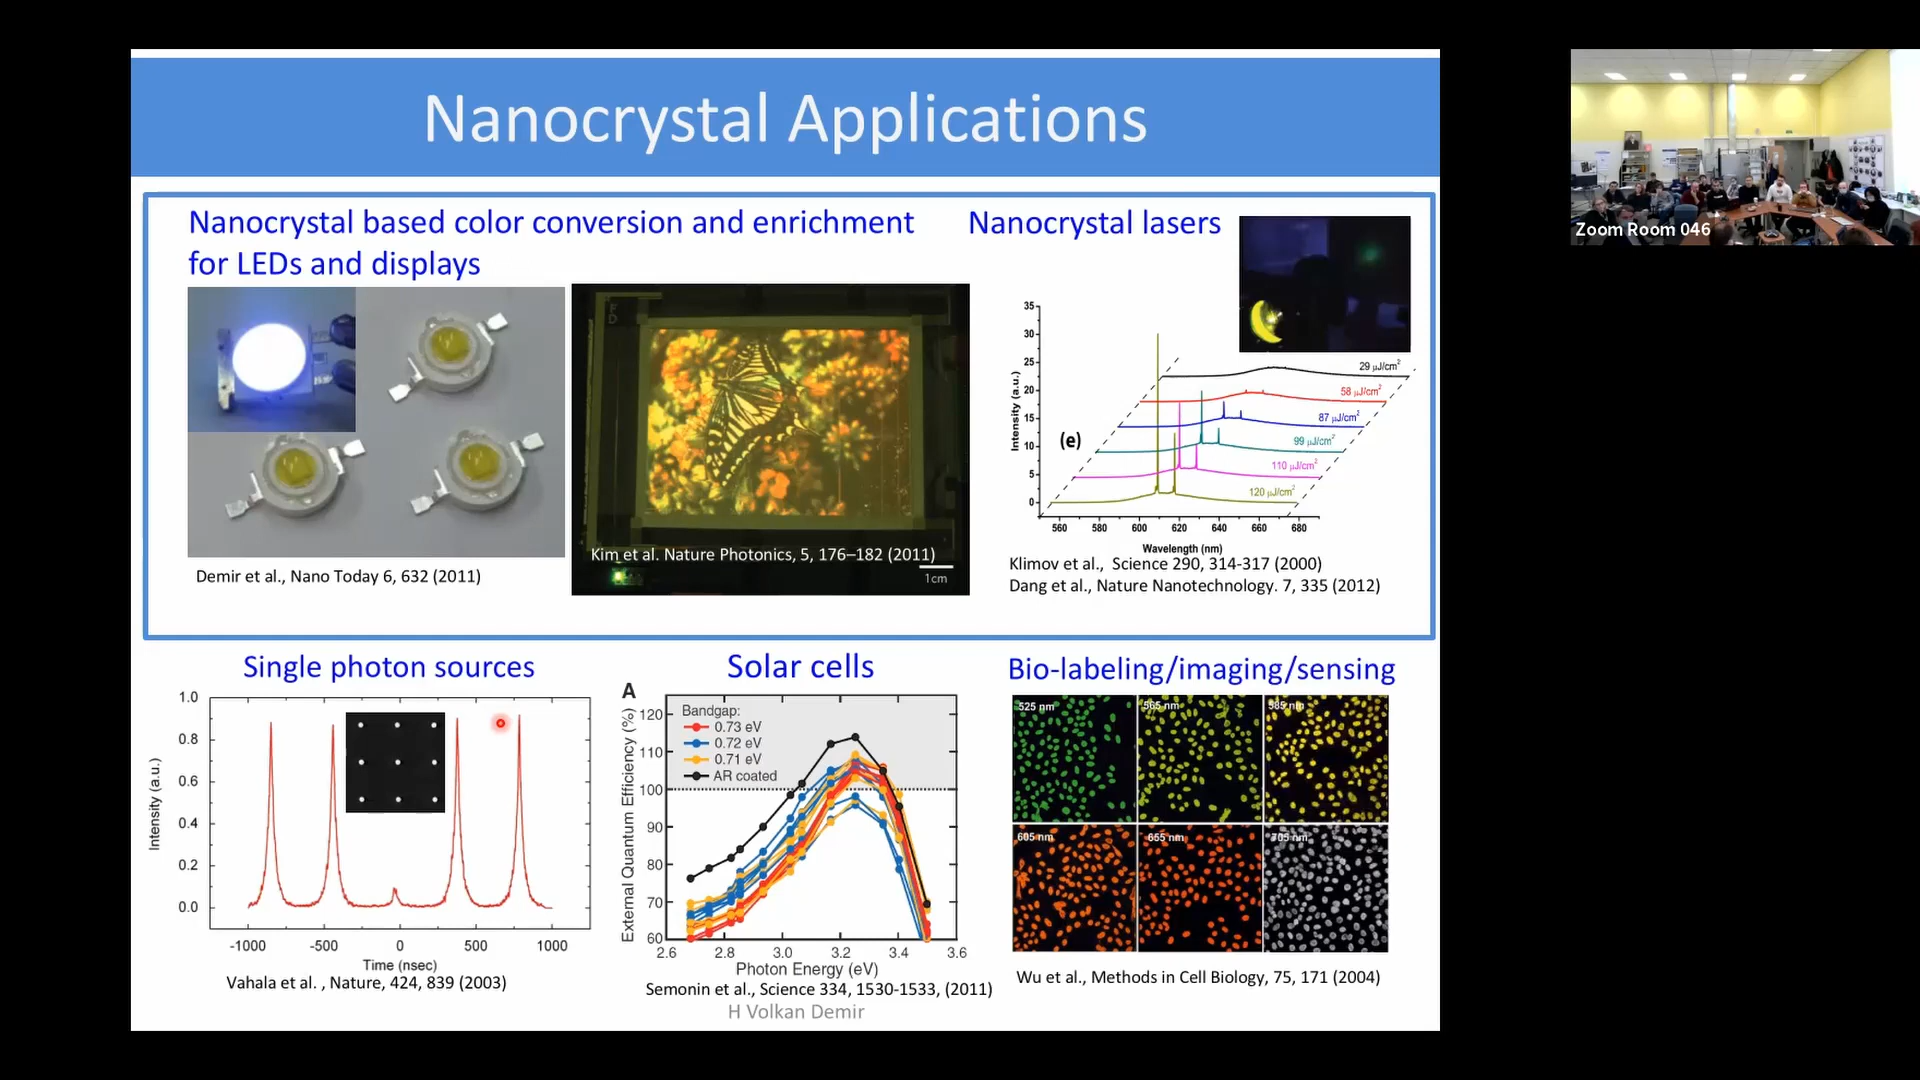 Nanocrystal Applications
Nanocrystal based color conversion and enrichment
for LEDs and displays
Nanocrystal lasers
Kim et al. Nature Photonics, 5, 176–182 (2011)
1cm
Demir et al., Nano Today 6, 632 (2011)
Intensity (a.u.)
35
30
25
20
15
10
5
0
(e)
29 µJ/cm²
58 µJ/cm²
87 µJ/cm²
99 µJ/cm²
110 µJ/cm²
120 µJ/cm²
560 580 600 620 640 660 680
Wavelength (nm)
Klimov et al., Science 290, 314-317 (2000)
Dang et al., Nature Nanotechnology. 7, 335 (2012)
Single photon sources
Intensity (a.u.)
1.0
0.8
0.6
0.4
0.2
0.0
-1000 -500 0 500 1000
Time (nsec)
Vahala et al. , Nature, 424, 839 (2003)
Solar cells
A
External Quantum Efficiency (%)
120
110
100
90
80
70
60
Bandgap:
0.73 eV
0.72 eV
0.71 eV
AR coated
2.6 2.8 3.0 3.2 3.4 3.6
Photon Energy (eV)
Semonin et al., Science 334, 1530-1533, (2011)
H Volkan Demir
Bio-labeling/imaging/sensing
525 nm 565 nm 585 nm
605 nm 655 nm 705 nm
Wu et al., Methods in Cell Biology, 75, 171 (2004)
Zoom Room 046